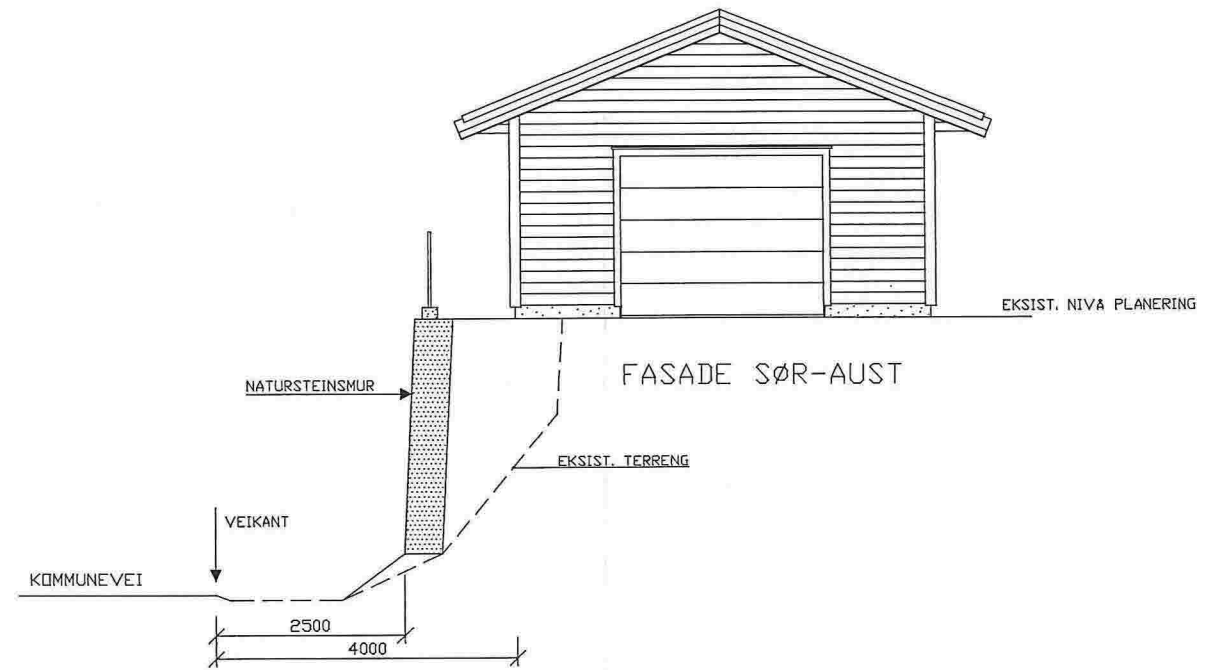 EKSIST. NIVÅ PLANERING
FASADE SØR-AUST
NATURSTEINSMUR
EKSIST. TERRENG
VEIKANT
KOMMUNEVEI
2500
4000